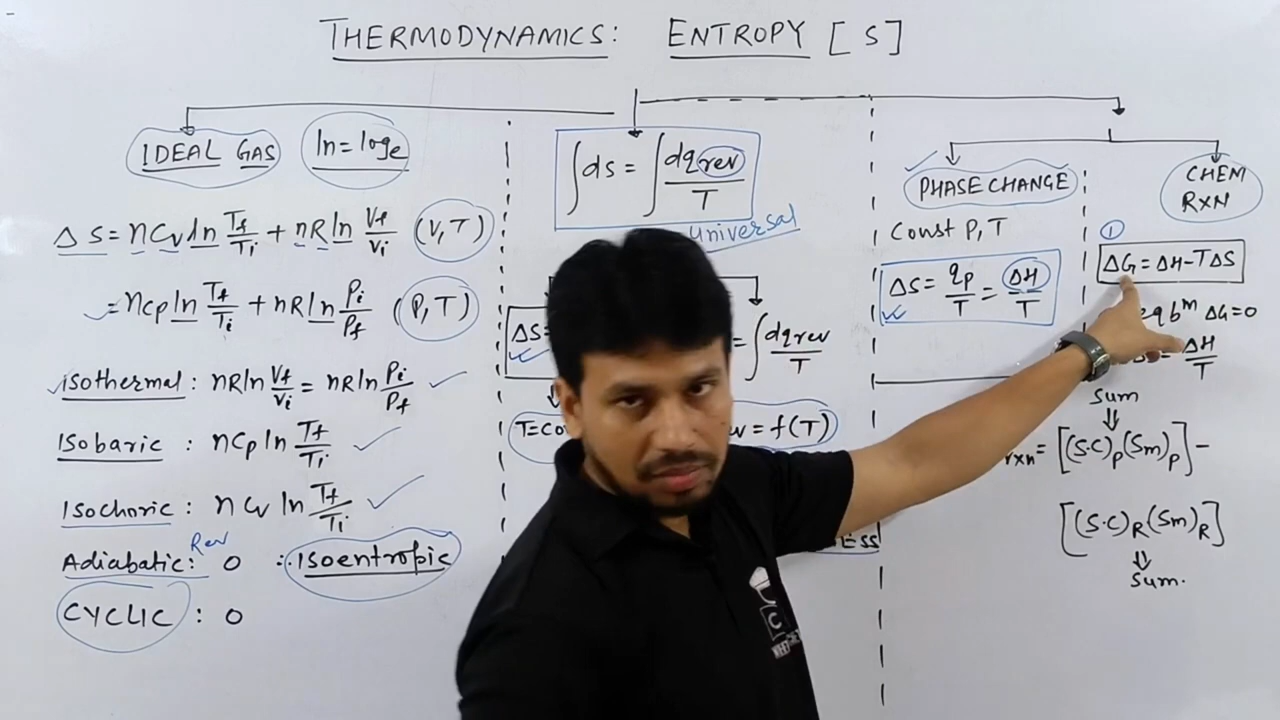 THERMODYNAMICS: ENTROPY [S]
IDEAL GAS ln = logₑ
ΔS = nCᵥ ln Tf/Ti + nR ln Vf/Vi (V,T)
= nCp ln Tf/Ti + nR ln Pi/Pf (P,T)
Isothermal: nR ln Vf/Vi = nR ln Pi/Pf
Isobaric : nCp ln Tf/Ti
Isochoric : nCv ln Tf/Ti
Rev
Adiabatic: 0 ∴ Isoentropic
CYCLIC : 0
∫ds = ∫dqrev/T
Universal
ΔS=
= ∫dqrev/T
= f(T)
ESS
PHASE CHANGE
Const P, T
ΔS = qp/T = ΔH/T
CHEM
RXN
①
ΔG = ΔH-TΔS
eqbᵐ ΔG=0
= ΔH/T
Sum
⇓
rxn = [(S.C)p(Sm)p] -
[(S.C)R(Sm)R]
⇓
Sum.
C